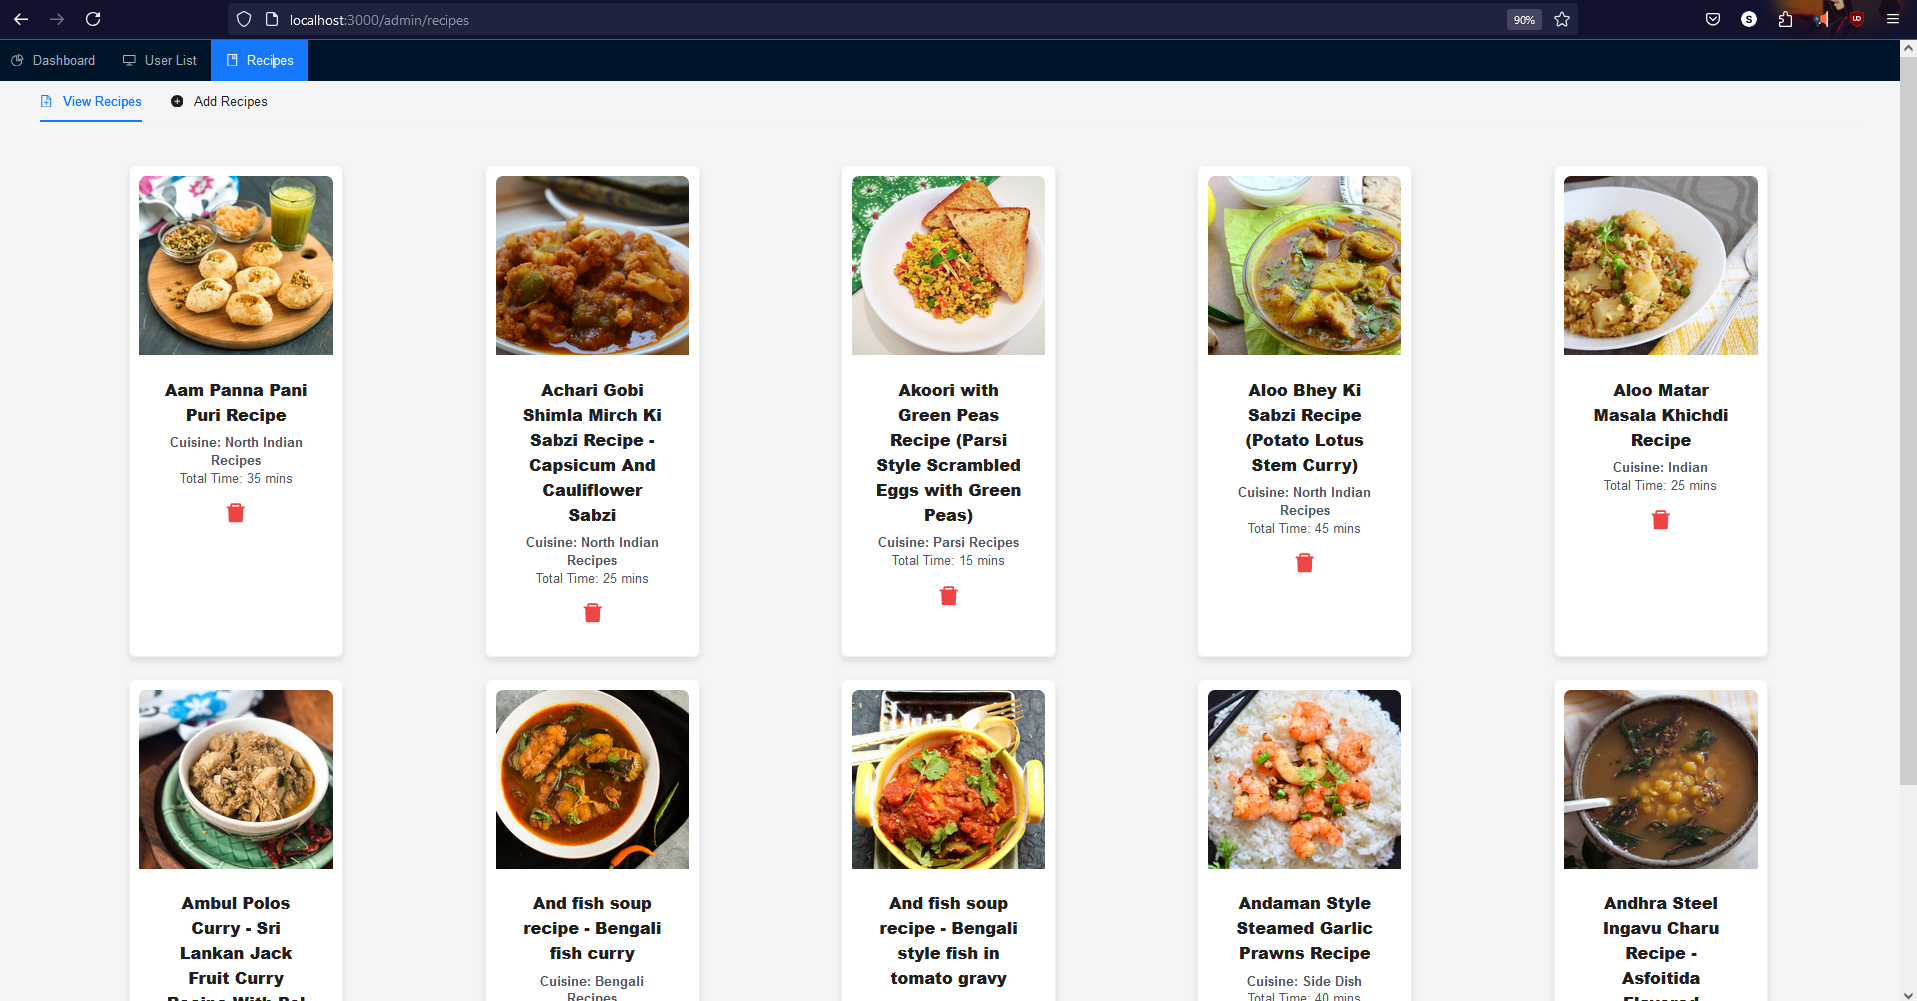 localhost:3000/admin/recipes
90%
S
Dashboard
User List
Recipes
View Recipes
Add Recipes
Aam Panna Pani
Puri Recipe
Cuisine: North Indian
Recipes
Total Time: 35 mins
Achari Gobi
Shimla Mirch Ki
Sabzi Recipe -
Capsicum And
Cauliflower
Sabzi
Cuisine: North Indian
Recipes
Total Time: 25 mins
Akoori with
Green Peas
Recipe (Parsi
Style Scrambled
Eggs with Green
Peas)
Cuisine: Parsi Recipes
Total Time: 15 mins
Aloo Bhey Ki
Sabzi Recipe
(Potato Lotus
Stem Curry)
Cuisine: North Indian
Recipes
Total Time: 45 mins
Aloo Matar
Masala Khichdi
Recipe
Cuisine: Indian
Total Time: 25 mins
Ambul Polos
Curry - Sri
Lankan Jack
Fruit Curry
Recipe With Pol
And fish soup
recipe - Bengali
fish curry
Cuisine: Bengali
Recipes
And fish soup
recipe - Bengali
style fish in
tomato gravy
Andaman Style
Steamed Garlic
Prawns Recipe
Cuisine: Side Dish
Total Time: 40 mins
Andhra Steel
Ingavu Charu
Recipe -
Asfoitida
Flavored